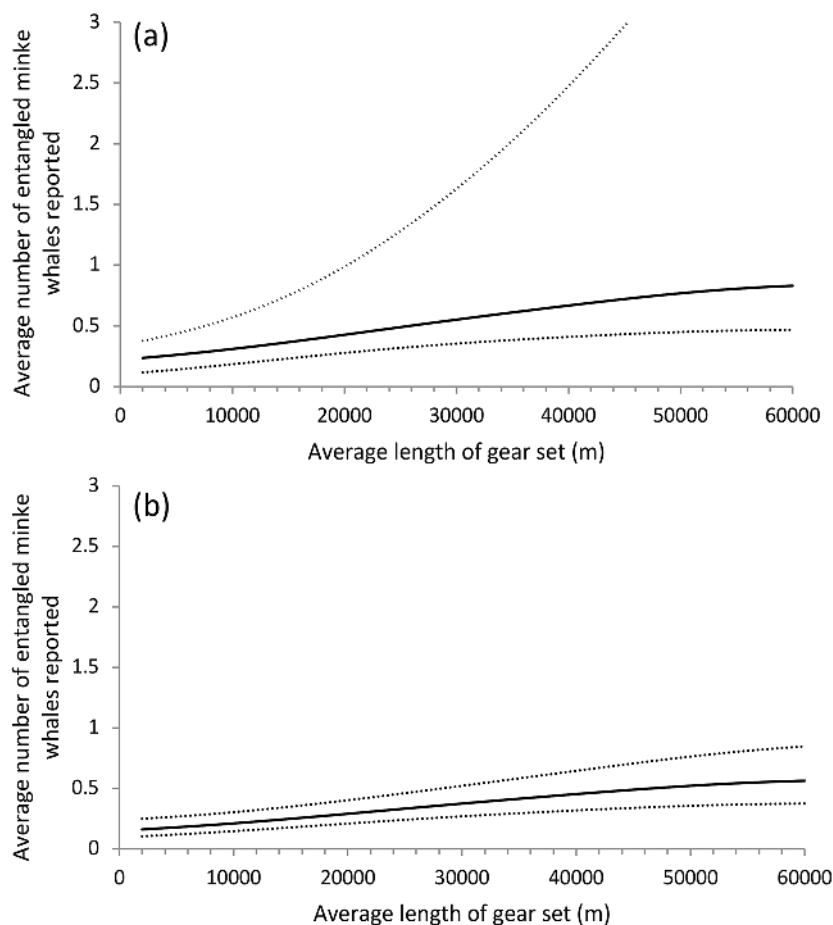 (a)
Average number of entangled minke
whales reported
3
2.5
2
1.5
1
0.5
0
0 10000 20000 30000 40000 50000 60000
Average length of gear set (m)
(b)
Average number of entangled minke
whales reported
3
2.5
2
1.5
1
0.5
0
0 10000 20000 30000 40000 50000 60000
Average length of gear set (m)